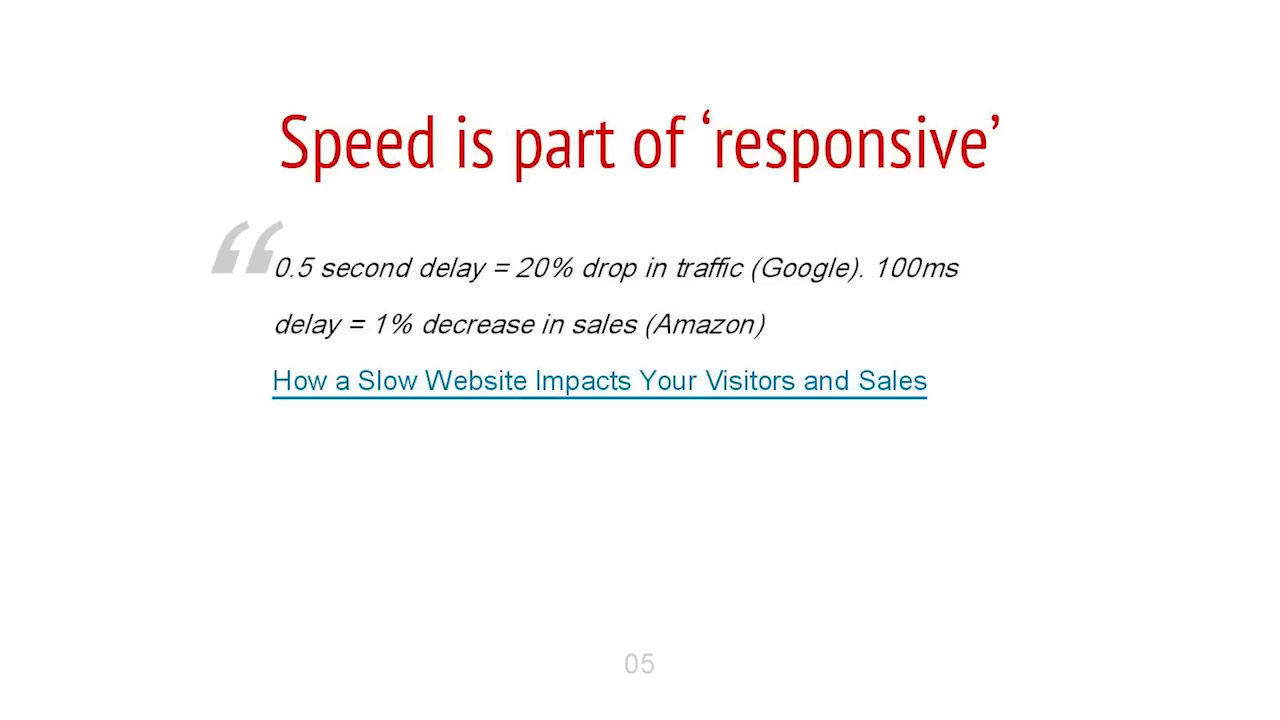 Speed is part of ‘responsive’
“
0.5 second delay = 20% drop in traffic (Google). 100ms
delay = 1% decrease in sales (Amazon)
How a Slow Website Impacts Your Visitors and Sales
05